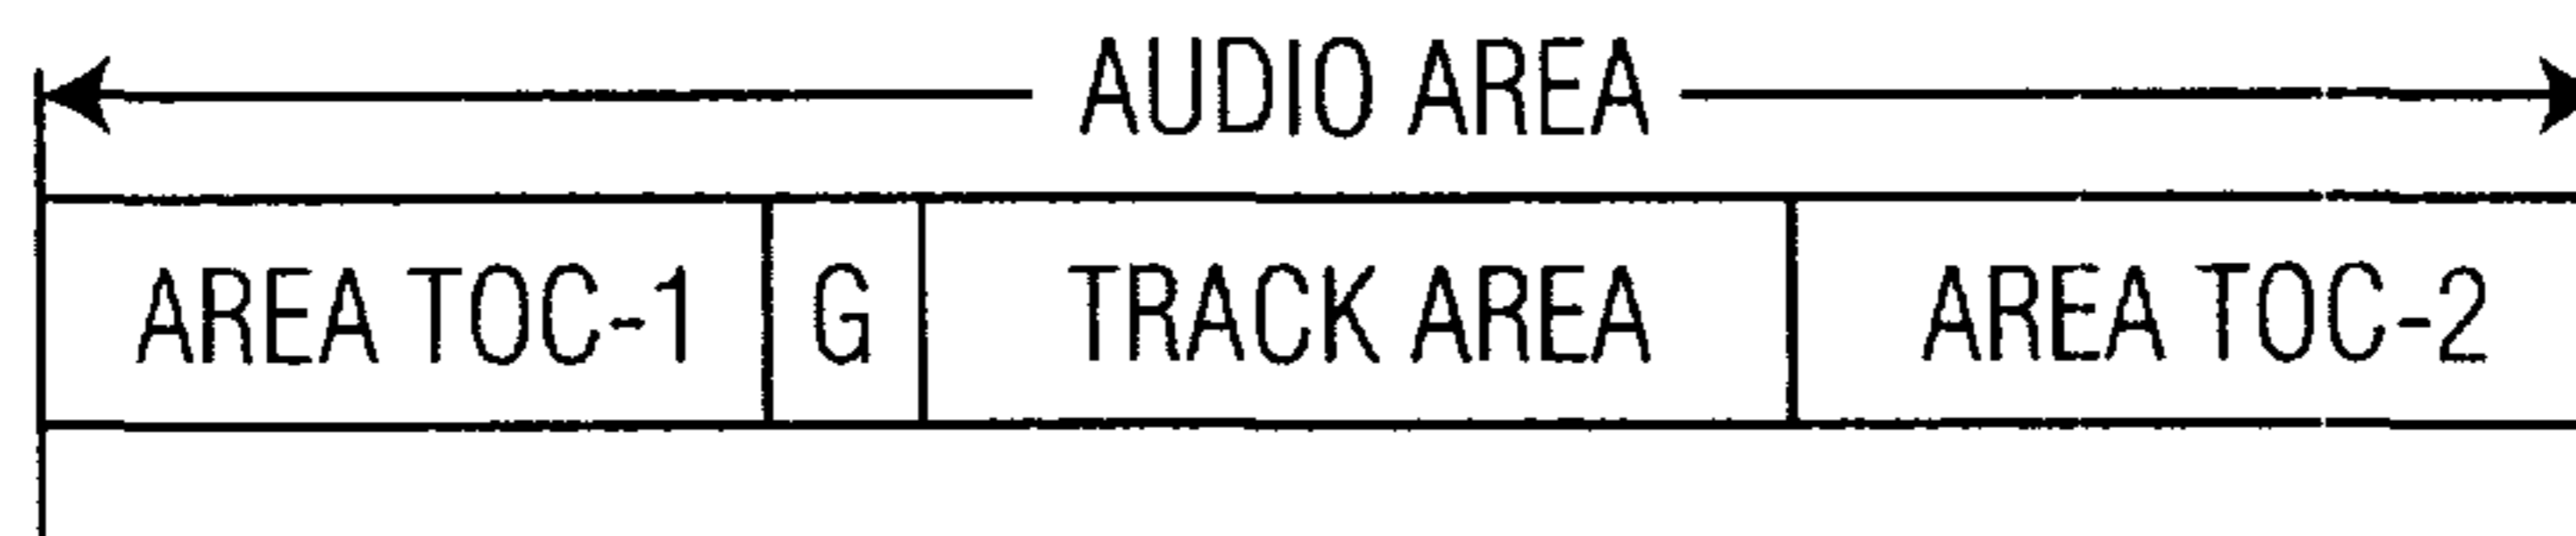 AUDIO AREA
AREA TOC-1 G TRACK AREA AREA TOC-2